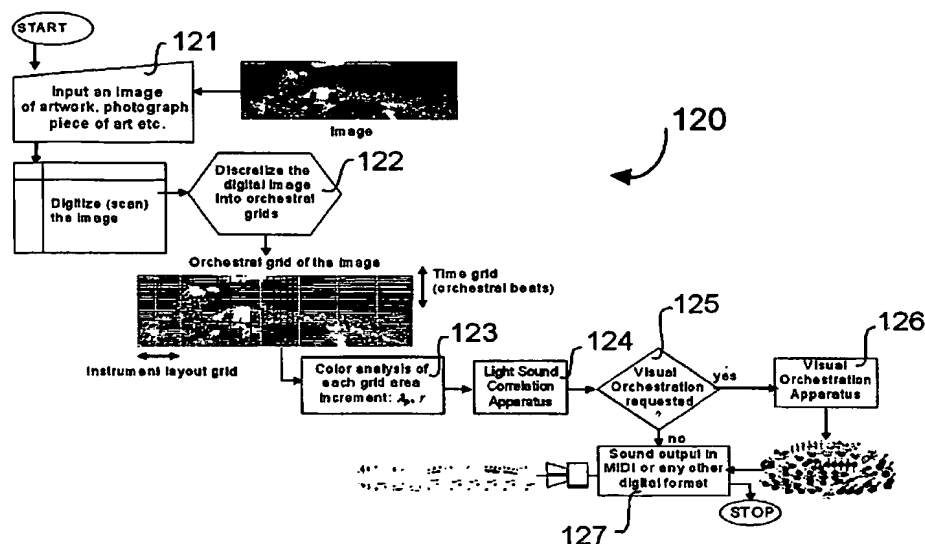 START
121
Input an image
of artwork, photograph
piece of art etc.
Image
120
122
Digitize (scan)
the image
Discretize the
digital image
into orchestral
grids
Orchestral grid of the image
Time grid
(orchestral beats)
Instrument layout grid
123
Color analysis of
each grid area
increment: λp, r
124
Light Sound
Correlation
Apparatus
125
Visual
Orchestration
requested
?
yes
no
126
Visual
Orchestration
Apparatus
Sound output in
MIDI or any other
digital format
127
STOP